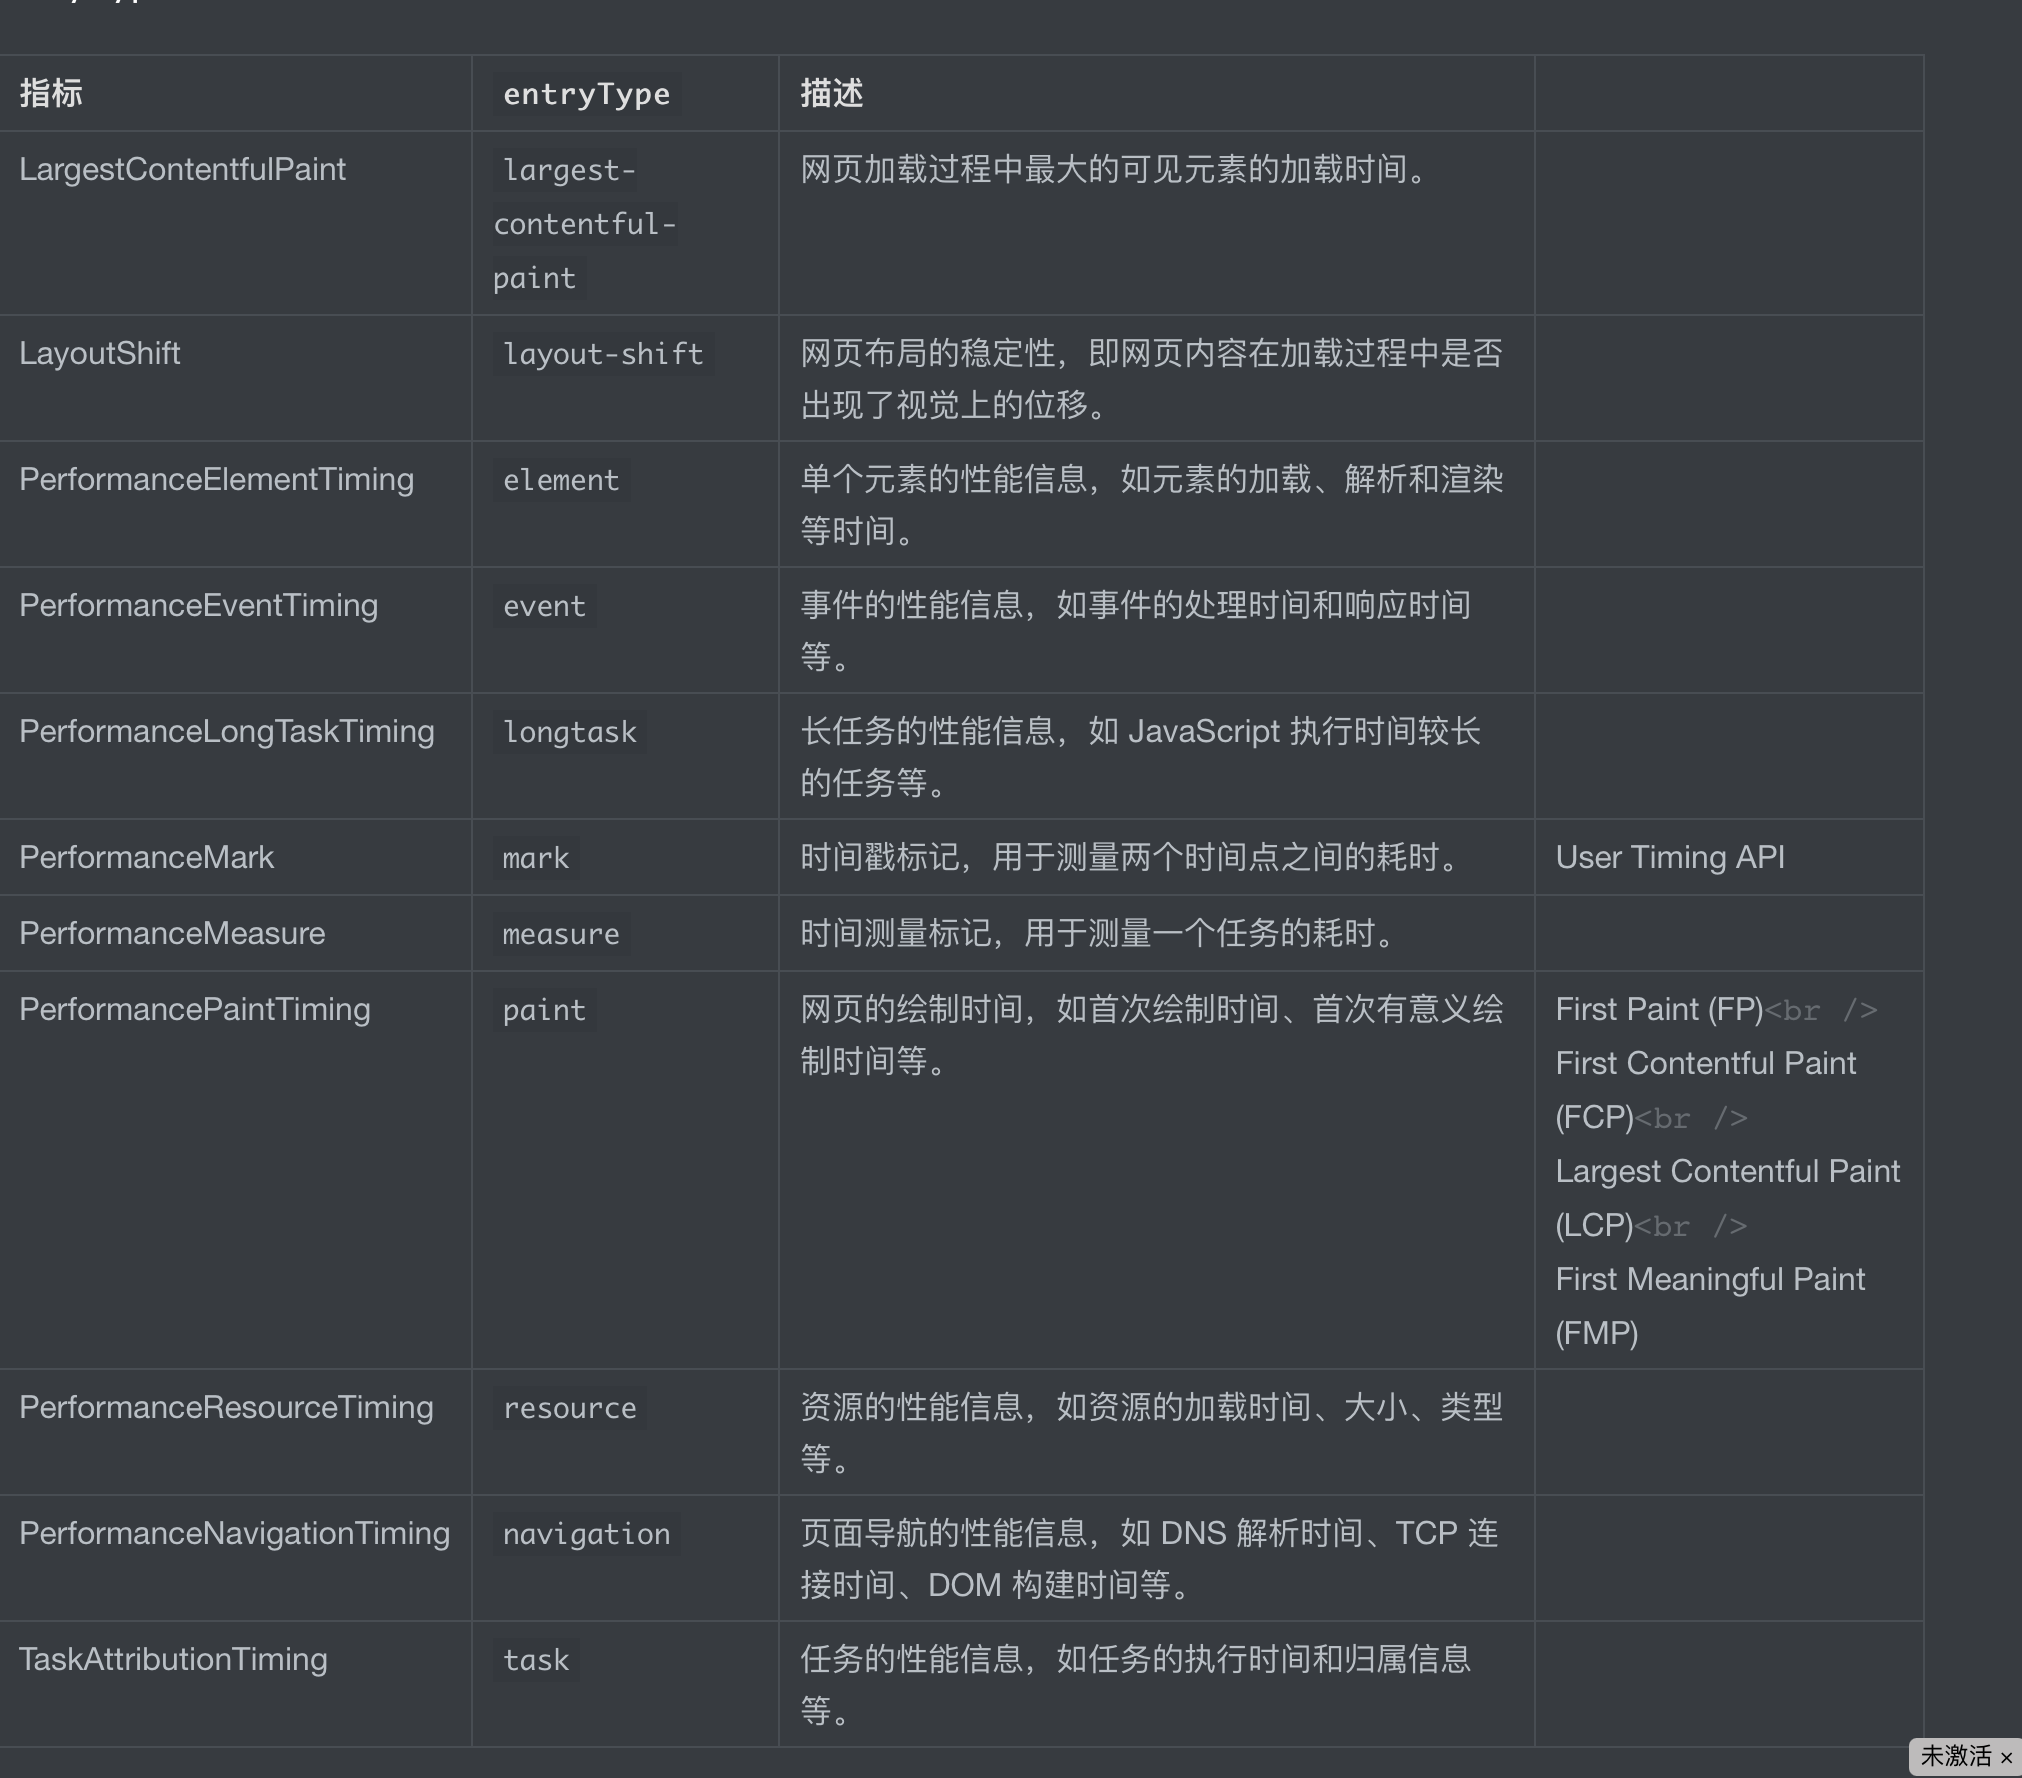 指标
entryType
描述
LargestContentfulPaint
largest-
contentful-
paint
网页加载过程中最大的可见元素的加载时间。
LayoutShift
layout-shift
网页布局的稳定性，即网页内容在加载过程中是否
出现了视觉上的位移。
PerformanceElementTiming
element
单个元素的性能信息，如元素的加载、解析和渲染
等时间。
PerformanceEventTiming
event
事件的性能信息，如事件的处理时间和响应时间
等。
PerformanceLongTaskTiming
longtask
长任务的性能信息，如 JavaScript 执行时间较长
的任务等。
PerformanceMark
mark
时间戳标记，用于测量两个时间点之间的耗时。
User Timing API
PerformanceMeasure
measure
时间测量标记，用于测量一个任务的耗时。
PerformancePaintTiming
paint
网页的绘制时间，如首次绘制时间、首次有意义绘
制时间等。
First Paint (FP)<br />
First Contentful Paint
(FCP)<br />
Largest Contentful Paint
(LCP)<br />
First Meaningful Paint
(FMP)
PerformanceResourceTiming
resource
资源的性能信息，如资源的加载时间、大小、类型
等。
PerformanceNavigationTiming
navigation
页面导航的性能信息，如 DNS 解析时间、TCP 连
接时间、DOM 构建时间等。
TaskAttributionTiming
task
任务的性能信息，如任务的执行时间和归属信息
等。
未激活 ×